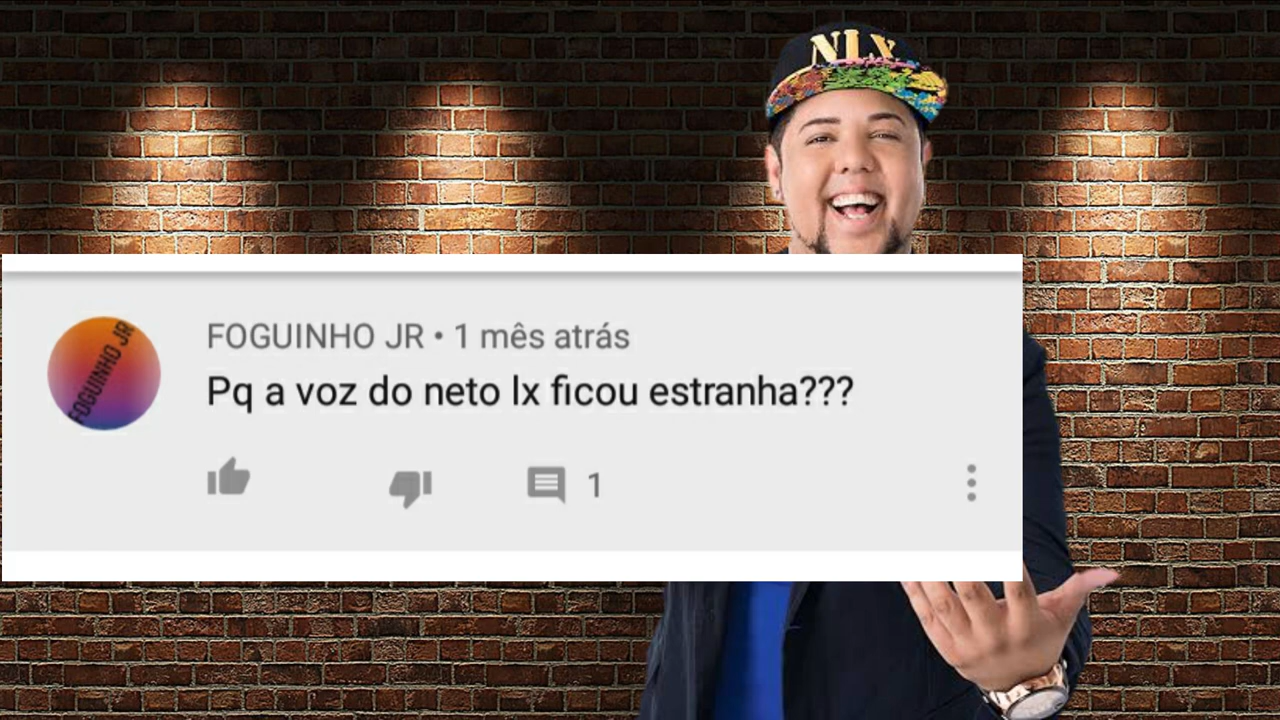 NLX
FOGUINHO JR
FOGUINHO JR • 1 mês atrás
Pq a voz do neto lx ficou estranha???
1